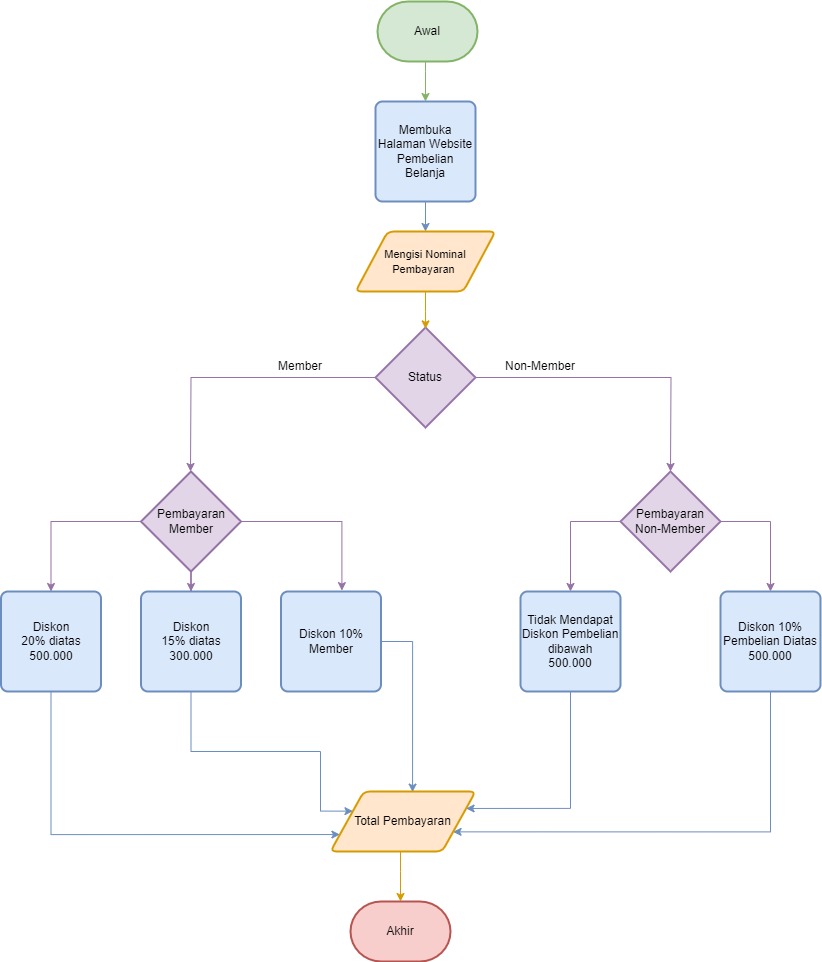 Awal
Membuka
Halaman Website
Pembelian
Belanja
Mengisi Nominal
Pembayaran
Status
Member
Non-Member
Pembayaran
Member
Pembayaran
Non-Member
Diskon
20% diatas
500.000
Diskon
15% diatas
300.000
Diskon 10%
Member
Tidak Mendapat
Diskon Pembelian
dibawah
500.000
Diskon 10%
Pembelian Diatas
500.000
Total Pembayaran
Akhir